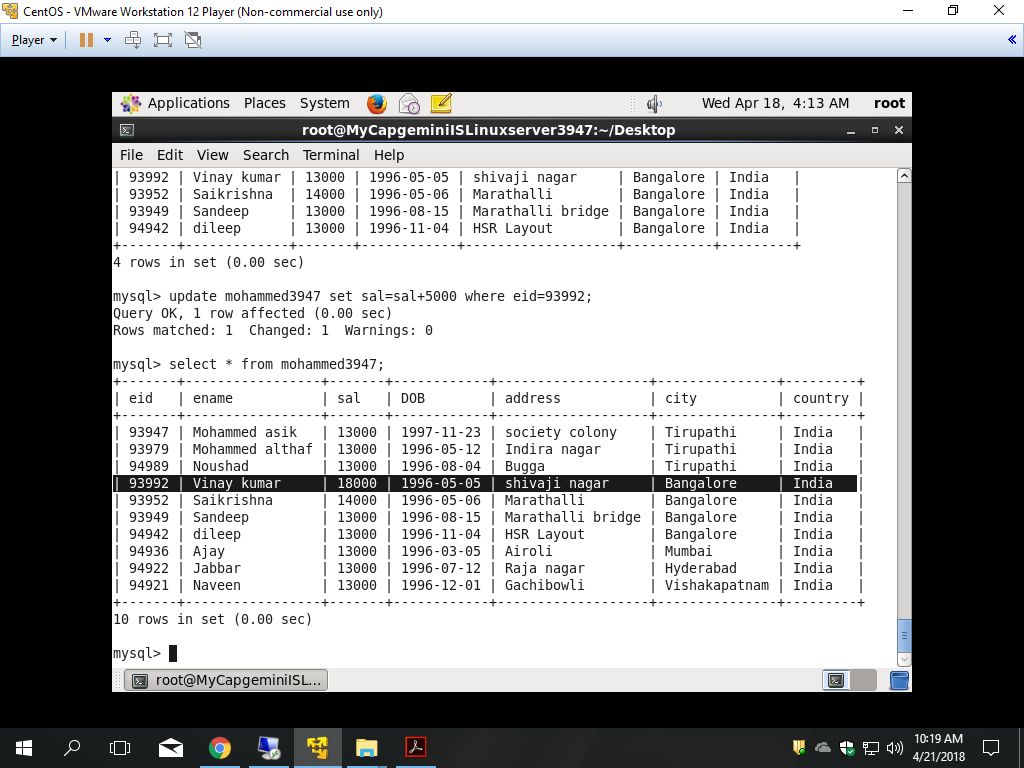 CentOS - VMware Workstation 12 Player (Non-commercial use only)
Player
Applications Places System Wed Apr 18, 4:13 AM root
root@MyCapgeminiISLinuxserver3947:~/Desktop
File Edit View Search Terminal Help
| 93992 | Vinay kumar | 13000 | 1996-05-05 | shivaji nagar     | Bangalore | India   |
| 93952 | Saikrishna  | 14000 | 1996-05-06 | Marathalli        | Bangalore | India   |
| 93949 | Sandeep     | 13000 | 1996-08-15 | Marathalli bridge | Bangalore | India   |
| 94942 | dileep      | 13000 | 1996-11-04 | HSR Layout        | Bangalore | India   |
+-------+-------------+-------+------------+-------------------+-----------+---------+
4 rows in set (0.00 sec)
mysql> update mohammed3947 set sal=sal+5000 where eid=93992;
Query OK, 1 row affected (0.00 sec)
Rows matched: 1  Changed: 1  Warnings: 0
mysql> select * from mohammed3947;
+-------+----------------+-------+------------+-------------------+---------------+---------+
| eid   | ename          | sal   | DOB        | address           | city          | country |
+-------+----------------+-------+------------+-------------------+---------------+---------+
| 93947 | Mohammed asik  | 13000 | 1997-11-23 | society colony    | Tirupathi     | India   |
| 93979 | Mohammed althaf | 13000 | 1996-05-12 | Indira nagar      | Tirupathi     | India   |
| 94989 | Noushad        | 13000 | 1996-08-04 | Bugga             | Tirupathi     | India   |
| 93992 | Vinay kumar    | 18000 | 1996-05-05 | shivaji nagar     | Bangalore     | India   |
| 93952 | Saikrishna     | 14000 | 1996-05-06 | Marathalli        | Bangalore     | India   |
| 93949 | Sandeep        | 13000 | 1996-08-15 | Marathalli bridge | Bangalore     | India   |
| 94942 | dileep         | 13000 | 1996-11-04 | HSR Layout        | Bangalore     | India   |
| 94936 | Ajay           | 13000 | 1996-03-05 | Airoli            | Mumbai        | India   |
| 94922 | Jabbar         | 13000 | 1996-07-12 | Raja nagar        | Hyderabad     | India   |
| 94921 | Naveen         | 13000 | 1996-12-01 | Gachibowli        | Vishakapatnam | India   |
+-------+----------------+-------+------------+-------------------+---------------+---------+
10 rows in set (0.00 sec)
mysql>
root@MyCapgeminiISL...
10:19 AM
4/21/2018